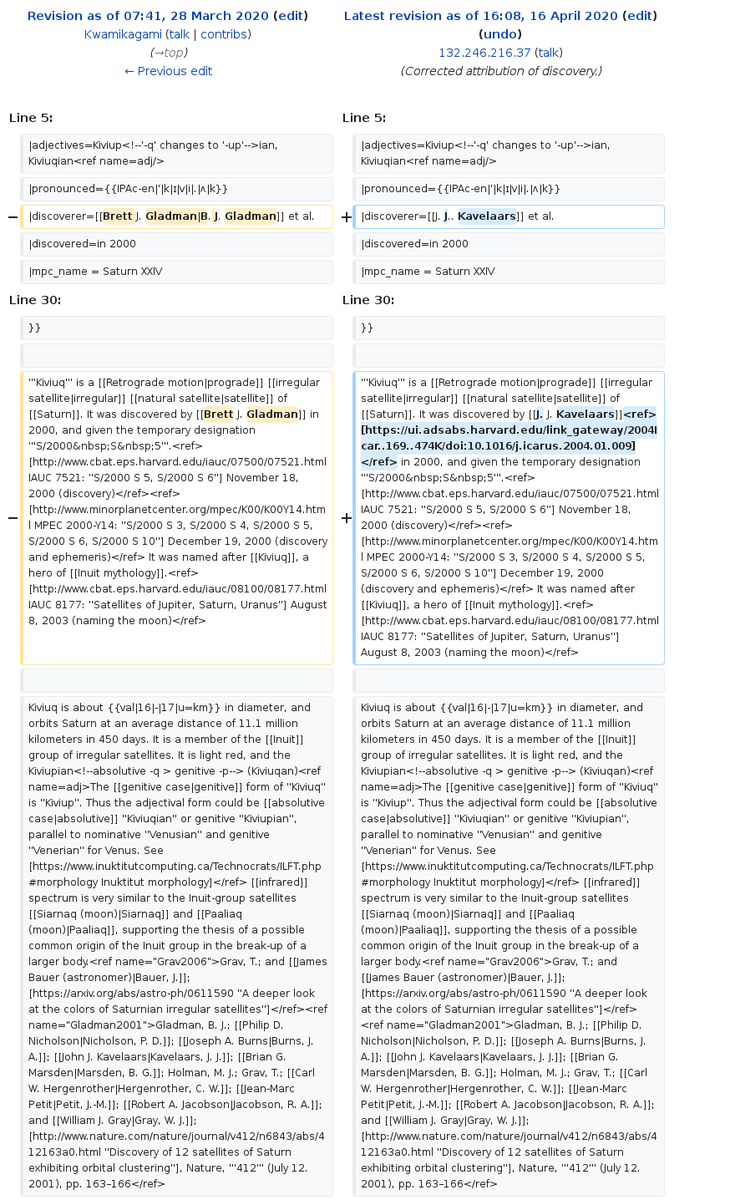 Revision as of 07:41, 28 March 2020 (edit)
Kwamikagami (talk | contribs)
(→top)
← Previous edit
Latest revision as of 16:08, 16 April 2020 (edit)
(undo)
132.246.216.37 (talk)
(Corrected attribution of discovery.)
Line 5:
Line 5:
|adjectives=Kiviup<!--'-q' changes to '-up'-->ian,
Kiviuqian<ref name=adj/>
|adjectives=Kiviup<!--'-q' changes to '-up'-->ian,
Kiviuqian<ref name=adj/>
|pronounced={{IPAc-en|'|k|ɪ|v|i|.|ʌ|k}}
|pronounced={{IPAc-en|'|k|ɪ|v|i|.|ʌ|k}}
− |discoverer=[[Brett J. Gladman|B. J. Gladman]] et al.
+ |discoverer=[[J. J.. Kavelaars]] et al.
|discovered=in 2000
|discovered=in 2000
|mpc_name = Saturn XXIV
|mpc_name = Saturn XXIV
Line 30:
Line 30:
}}
}}
−
'''Kiviuq''' is a [[Retrograde motion|prograde]] [[irregular
satellite|irregular]] [[natural satellite|satellite]] of
[[Saturn]]. It was discovered by [[Brett J. Gladman]] in
2000, and given the temporary designation
'''S/2000&nbsp;S&nbsp;5'''.<ref>
[http://www.cbat.eps.harvard.edu/iauc/07500/07521.html
IAUC 7521: ''S/2000 S 5, S/2000 S 6''] November 18,
2000 (discovery)</ref><ref>
[http://www.minorplanetcenter.org/mpec/K00/K00Y14.htm
l MPEC 2000-Y14: ''S/2000 S 3, S/2000 S 4, S/2000 S 5,
S/2000 S 6, S/2000 S 10''] December 19, 2000 (discovery
and ephemeris)</ref> It was named after [[Kiviuq]], a
hero of [[Inuit mythology]].<ref>
[http://www.cbat.eps.harvard.edu/iauc/08100/08177.html
IAUC 8177: ''Satellites of Jupiter, Saturn, Uranus''] August
8, 2003 (naming the moon)</ref>
+
'''Kiviuq''' is a [[Retrograde motion|prograde]] [[irregular
satellite|irregular]] [[natural satellite|satellite]] of
[[Saturn]]. It was discovered by [[J. J. Kavelaars]]<ref>
[https://ui.adsabs.harvard.edu/link_gateway/2004I
car..169..474K/doi:10.1016/j.icarus.2004.01.009]
</ref> in 2000, and given the temporary designation
'''S/2000&nbsp;S&nbsp;5'''.<ref>
[http://www.cbat.eps.harvard.edu/iauc/07500/07521.html
IAUC 7521: ''S/2000 S 5, S/2000 S 6''] November 18,
2000 (discovery)</ref><ref>
[http://www.minorplanetcenter.org/mpec/K00/K00Y14.htm
l MPEC 2000-Y14: ''S/2000 S 3, S/2000 S 4, S/2000 S 5,
S/2000 S 6, S/2000 S 10''] December 19, 2000
(discovery and ephemeris)</ref> It was named after
[[Kiviuq]], a hero of [[Inuit mythology]].<ref>
[http://www.cbat.eps.harvard.edu/iauc/08100/08177.html
IAUC 8177: ''Satellites of Jupiter, Saturn, Uranus'']
August 8, 2003 (naming the moon)</ref>
Kiviuq is about {{val|16|-|17|u=km}} in diameter, and
orbits Saturn at an average distance of 11.1 million
kilometers in 450 days. It is a member of the [[Inuit]]
group of irregular satellites. It is light red, and the
Kiviupian<!--absolutive -q > genitive -p--> (Kiviuqan)<ref
name=adj>The [[genitive case|genitive]] form of ''Kiviuq''
is ''Kiviup''. Thus the adjectival form could be [[absolutive
case|absolutive]] ''Kiviuqian'' or genitive ''Kiviupian'',
parallel to nominative ''Venusian'' and genitive
''Venerian'' for Venus. See
[https://www.inuktitutcomputing.ca/Technocrats/ILFT.php
#morphology Inuktitut morphology]</ref> [[infrared]]
spectrum is very similar to the Inuit-group satellites
[[Siarnaq (moon)|Siarnaq]] and [[Paaliaq
(moon)|Paaliaq]], supporting the thesis of a possible
common origin of the Inuit group in the break-up of a
larger body.<ref name="Grav2006">Grav, T.; and [[James
Bauer (astronomer)|Bauer, J.]];
[https://arxiv.org/abs/astro-ph/0611590 ''A deeper look
at the colors of Saturnian irregular satellites'']</ref><ref
name="Gladman2001">Gladman, B. J.; [[Philip D.
Nicholson|Nicholson, P. D.]]; [[Joseph A. Burns|Burns, J.
A.]]; [[John J. Kavelaars|Kavelaars, J. J.]]; [[Brian G.
Marsden|Marsden, B. G.]]; Holman, M. J.; Grav, T.; [[Carl
W. Hergenrother|Hergenrother, C. W.]]; [[Jean-Marc
Petit|Petit, J.-M.]]; [[Robert A. Jacobson|Jacobson, R. A.]];
and [[William J. Gray|Gray, W. J.]];
[http://www.nature.com/nature/journal/v412/n6843/abs/4
12163a0.html ''Discovery of 12 satellites of Saturn
exhibiting orbital clustering''], Nature, '''412''' (July 12.
2001), pp. 163–166</ref>
Kiviuq is about {{val|16|-|17|u=km}} in diameter, and
orbits Saturn at an average distance of 11.1 million
kilometers in 450 days. It is a member of the [[Inuit]]
group of irregular satellites. It is light red, and the
Kiviupian<!--absolutive -q > genitive -p--> (Kiviuqan)<ref
name=adj>The [[genitive case|genitive]] form of ''Kiviuq''
is ''Kiviup''. Thus the adjectival form could be [[absolutive
case|absolutive]] ''Kiviuqian'' or genitive ''Kiviupian'',
parallel to nominative ''Venusian'' and genitive
''Venerian'' for Venus. See
[https://www.inuktitutcomputing.ca/Technocrats/ILFT.php
#morphology Inuktitut morphology]</ref> [[infrared]]
spectrum is very similar to the Inuit-group satellites
[[Siarnaq (moon)|Siarnaq]] and [[Paaliaq
(moon)|Paaliaq]], supporting the thesis of a possible
common origin of the Inuit group in the break-up of a
larger body.<ref name="Grav2006">Grav, T.; and
[[James Bauer (astronomer)|Bauer, J.]];
[https://arxiv.org/abs/astro-ph/0611590 ''A deeper look
at the colors of Saturnian irregular satellites'']</ref>
<ref name="Gladman2001">Gladman, B. J.; [[Philip D.
Nicholson|Nicholson, P. D.]]; [[Joseph A. Burns|Burns, J.
A.]]; [[John J. Kavelaars|Kavelaars, J. J.]]; [[Brian G.
Marsden|Marsden, B. G.]]; Holman, M. J.; Grav, T.; [[Carl
W. Hergenrother|Hergenrother, C. W.]]; [[Jean-Marc
Petit|Petit, J.-M.]]; [[Robert A. Jacobson|Jacobson, R. A.]];
and [[William J. Gray|Gray, W. J.]];
[http://www.nature.com/nature/journal/v412/n6843/abs/4
12163a0.html ''Discovery of 12 satellites of Saturn
exhibiting orbital clustering''], Nature, '''412''' (July 12.
2001), pp. 163–166</ref>